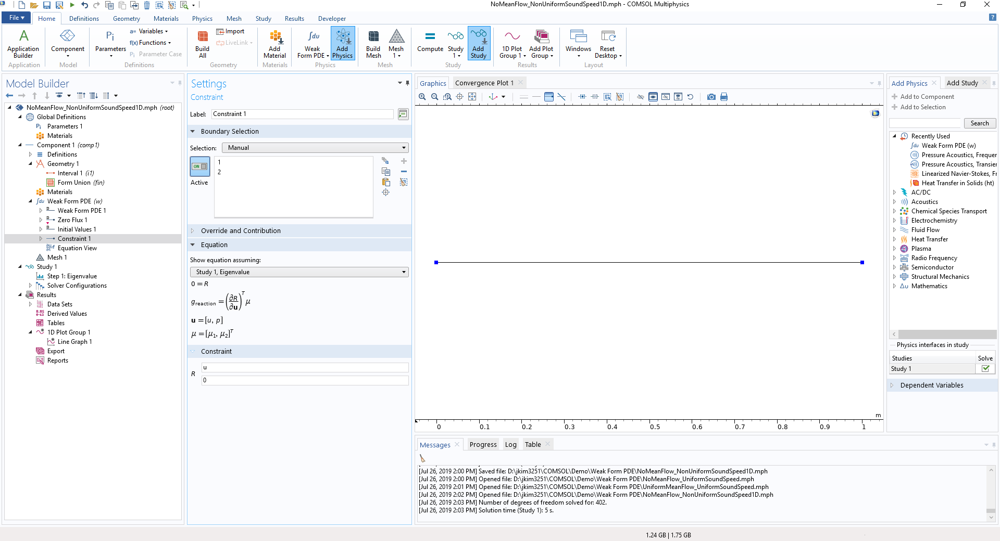 NoMeanFlow_NonUniformSoundSpeed1D.mph - COMSOL Multiphysics
File Home Definitions Geometry Materials Physics Mesh Study Results Developer
Application Builder
Application
Component
Model
Parameters
a= Variables
f(x) Functions
Pi Parameter Case
Definitions
Build All
Import
LiveLink
Geometry
Add Material
Materials
Weak Form PDE
Add Physics
Physics
Build Mesh
Mesh 1
Mesh
Compute
Study 1
Add Study
Study
1D Plot Group 1
Add Plot Group
Results
Windows
Reset Desktop
Layout
Model Builder
NoMeanFlow_NonUniformSoundSpeed1D.mph (root)
Global Definitions
Pi Parameters 1
Materials
Component 1 (comp1)
Definitions
Geometry 1
Interval 1 (i1)
Form Union (fin)
Materials
∫du Weak Form PDE (w)
Weak Form PDE 1
Zero Flux 1
Initial Values 1
Constraint 1
Equation View
Mesh 1
Study 1
Step 1: Eigenvalue
Solver Configurations
Results
Data Sets
8.85 e-12 Derived Values
Tables
1D Plot Group 1
Line Graph 1
Export
Reports
Settings
Constraint
Label: Constraint 1
Boundary Selection
Selection: Manual
ON
Active
1
2
Override and Contribution
Equation
Show equation assuming:
Study 1, Eigenvalue
0 = R
g_reaction = (∂R/∂u)^T μ
u = [u, p]
μ = [μ1, μ2]^T
Constraint
R
u
0
Graphics Convergence Plot 1
m
0 0.1 0.2 0.3 0.4 0.5 0.6 0.7 0.8 0.9 1
Messages Progress Log Table
[Jul 26, 2019 2:00 PM] Saved file: D:\jkim3251\COMSOL\Demo\Weak Form PDE\NoMeanFlow_NonUniformSoundSpeed1D.mph
[Jul 26, 2019 2:00 PM] Opened file: D:\jkim3251\COMSOL\Demo\Weak Form PDE\NoMeanFlow_UniformSoundSpeed.mph
[Jul 26, 2019 2:01 PM] Opened file: D:\jkim3251\COMSOL\Demo\Weak Form PDE\UniformMeanFlow_UniformSoundSpeed.mph
[Jul 26, 2019 2:02 PM] Opened file: D:\jkim3251\COMSOL\Demo\Weak Form PDE\NoMeanFlow_NonUniformSoundSpeed1D.mph
[Jul 26, 2019 2:03 PM] Number of degrees of freedom solved for: 402.
[Jul 26, 2019 2:03 PM] Solution time (Study 1): 5 s.
Add Physics Add Study
Add to Component
Add to Selection
Search
Recently Used
∫du Weak Form PDE (w)
Pressure Acoustics, Frequer
Pressure Acoustics, Transier
Linearized Navier-Stokes, Fr
Heat Transfer in Solids (ht)
AC/DC
Acoustics
Chemical Species Transport
Electrochemistry
Fluid Flow
Heat Transfer
Plasma
Radio Frequency
Semiconductor
Structural Mechanics
Δu Mathematics
Physics interfaces in study
Studies Solve
Study 1
Dependent Variables
1.24 GB | 1.75 GB